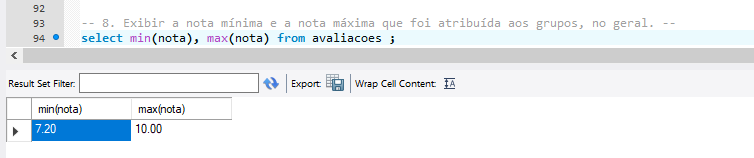 92
93 -- 8. Exibir a nota mínima e a nota máxima que foi atribuída aos grupos, no geral. --
94 select min(nota), max(nota) from avaliacoes ;
Result Set Filter: Export: Wrap Cell Content:
min(nota) max(nota)
7.20 10.00